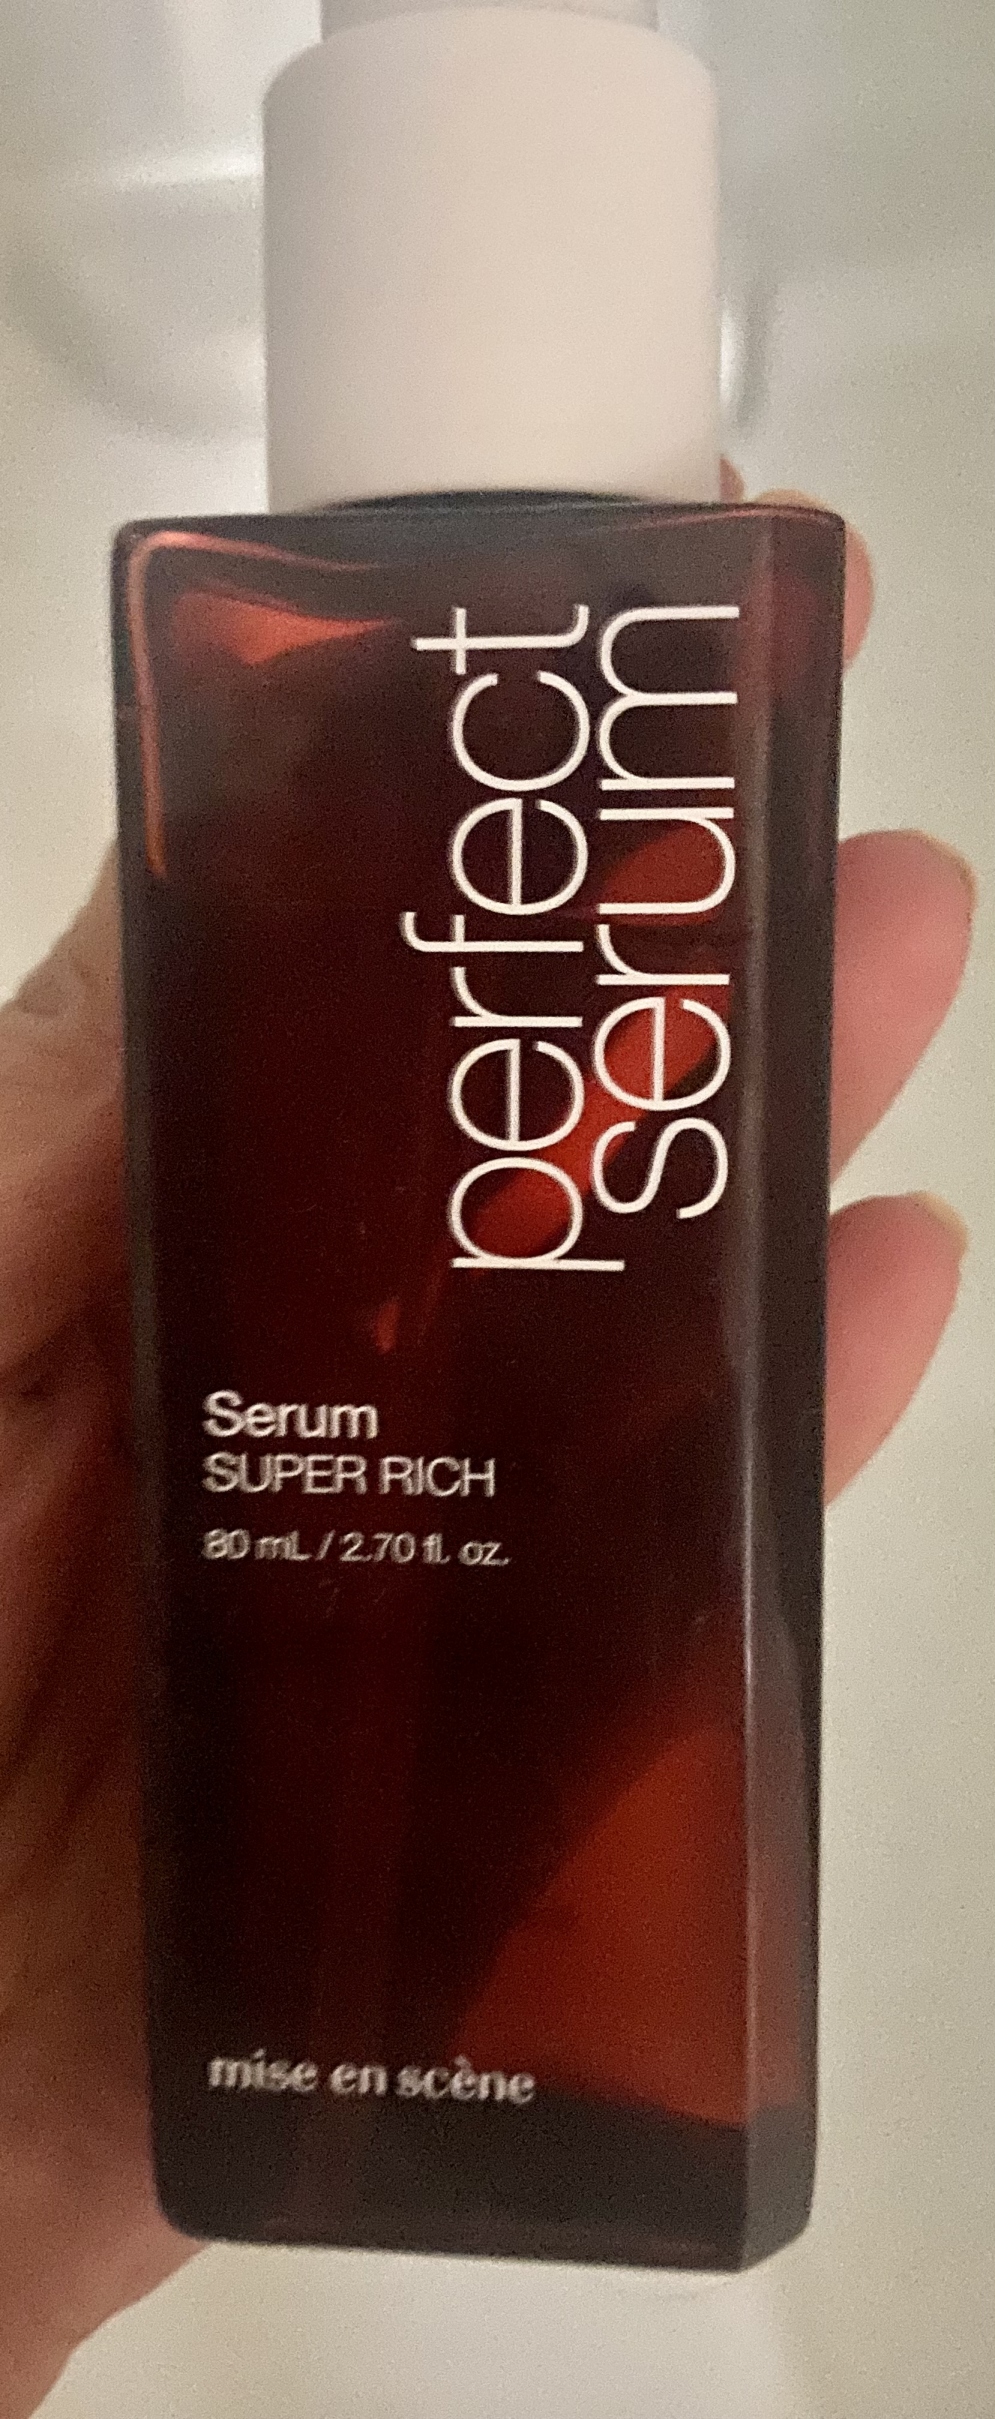 perfect
serum
Serum
SUPER RICH
80 mL / 2.70 fl. oz.
mise en scène